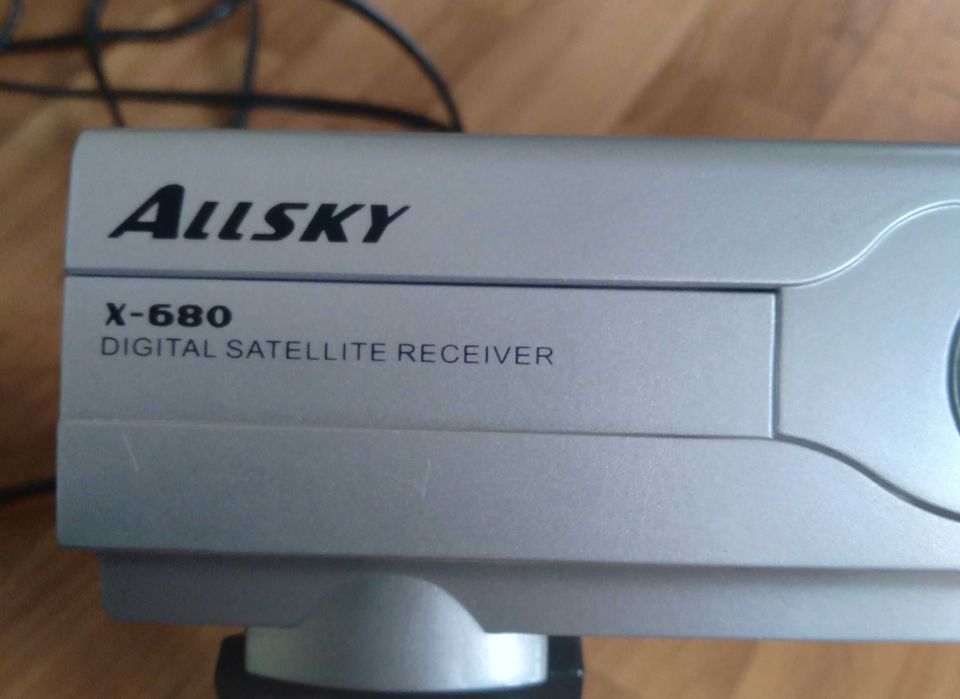 ALLSKY
X-680
DIGITAL SATELLITE RECEIVER